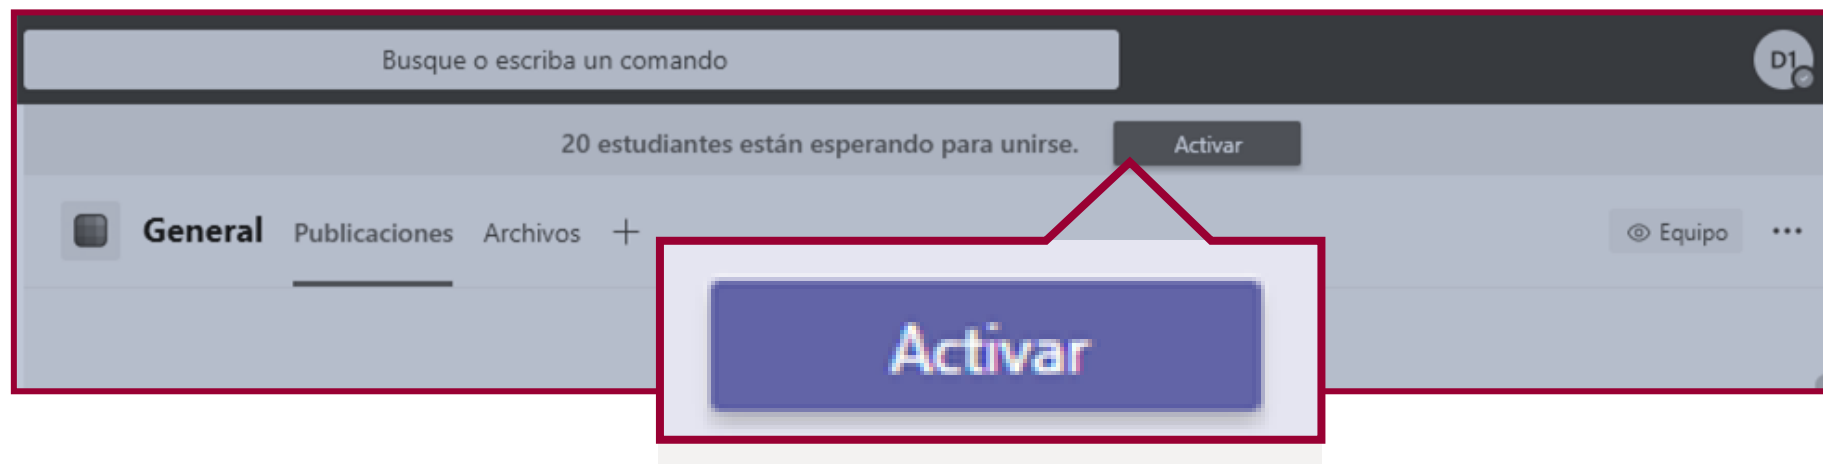 Busque o escriba un comando
D1
20 estudiantes están esperando para unirse.
Activar
General
Publicaciones
Archivos
Equipo
Activar